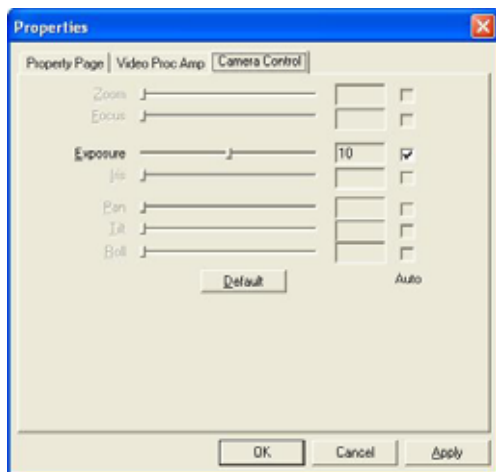 Properties
Property Page Video Proc Amp Camera Control
Zoom
Focus
Exposure 10
Iris
Pan
Tilt
Roll
Default Auto
OK Cancel Apply